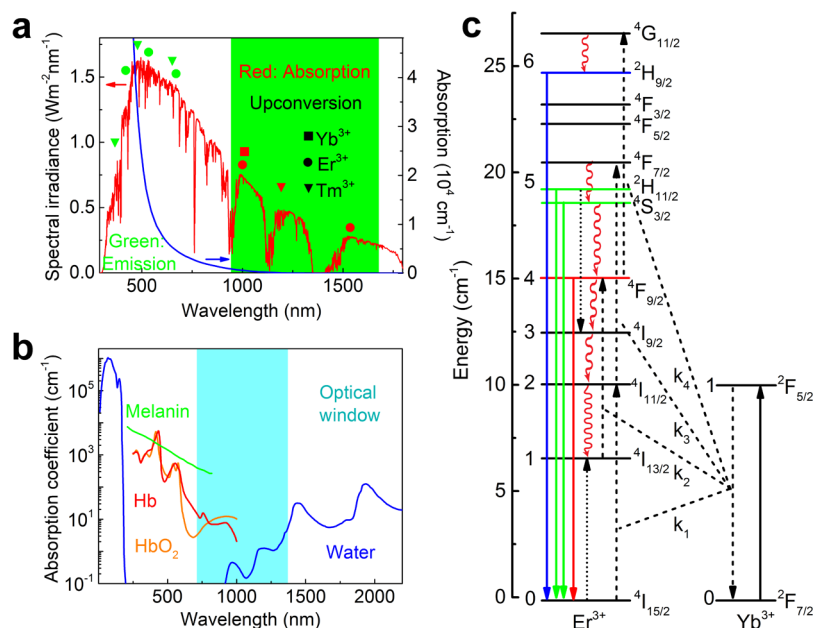 a
Spectral irradiance (Wm⁻²nm⁻¹)
1.5
1.0
0.5
0.0
Red: Absorption
Upconversion
Yb³⁺
Er³⁺
Tm³⁺
Green:
Emission
4
3
2
1
0
Absorption (10⁴ cm⁻¹)
500 1000 1500
Wavelength (nm)
b
Absorption coefficient (cm⁻¹)
10⁵
10³
10¹
10⁻¹
Melanin
Optical
window
Hb
HbO₂
Water
0 500 1000 1500 2000
Wavelength (nm)
c
Energy (cm⁻¹)
25
20
15
10
5
0
6
5
4
3
2
1
0
⁴G₁₁/₂
²H₉/₂
⁴F₃/₂
⁴F₅/₂
⁴F₇/₂
²H₁₁/₂
⁴S₃/₂
⁴F₉/₂
⁴I₉/₂
⁴I₁₁/₂
⁴I₁₃/₂
⁴I₁₅/₂
k₄
k₃
k₂
k₁
1 ²F₅/₂
0 ²F₇/₂
Er³⁺ Yb³⁺